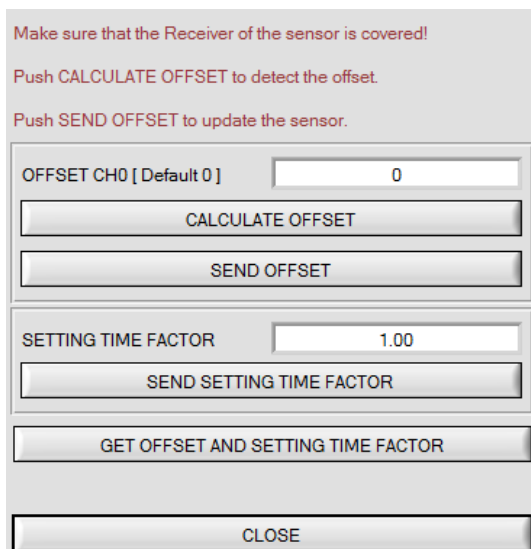 Make sure that the Receiver of the sensor is covered!
Push CALCULATE OFFSET to detect the offset.
Push SEND OFFSET to update the sensor.
OFFSET CH0 [ Default 0 ] 0
CALCULATE OFFSET
SEND OFFSET
SETTING TIME FACTOR 1.00
SEND SETTING TIME FACTOR
GET OFFSET AND SETTING TIME FACTOR
CLOSE